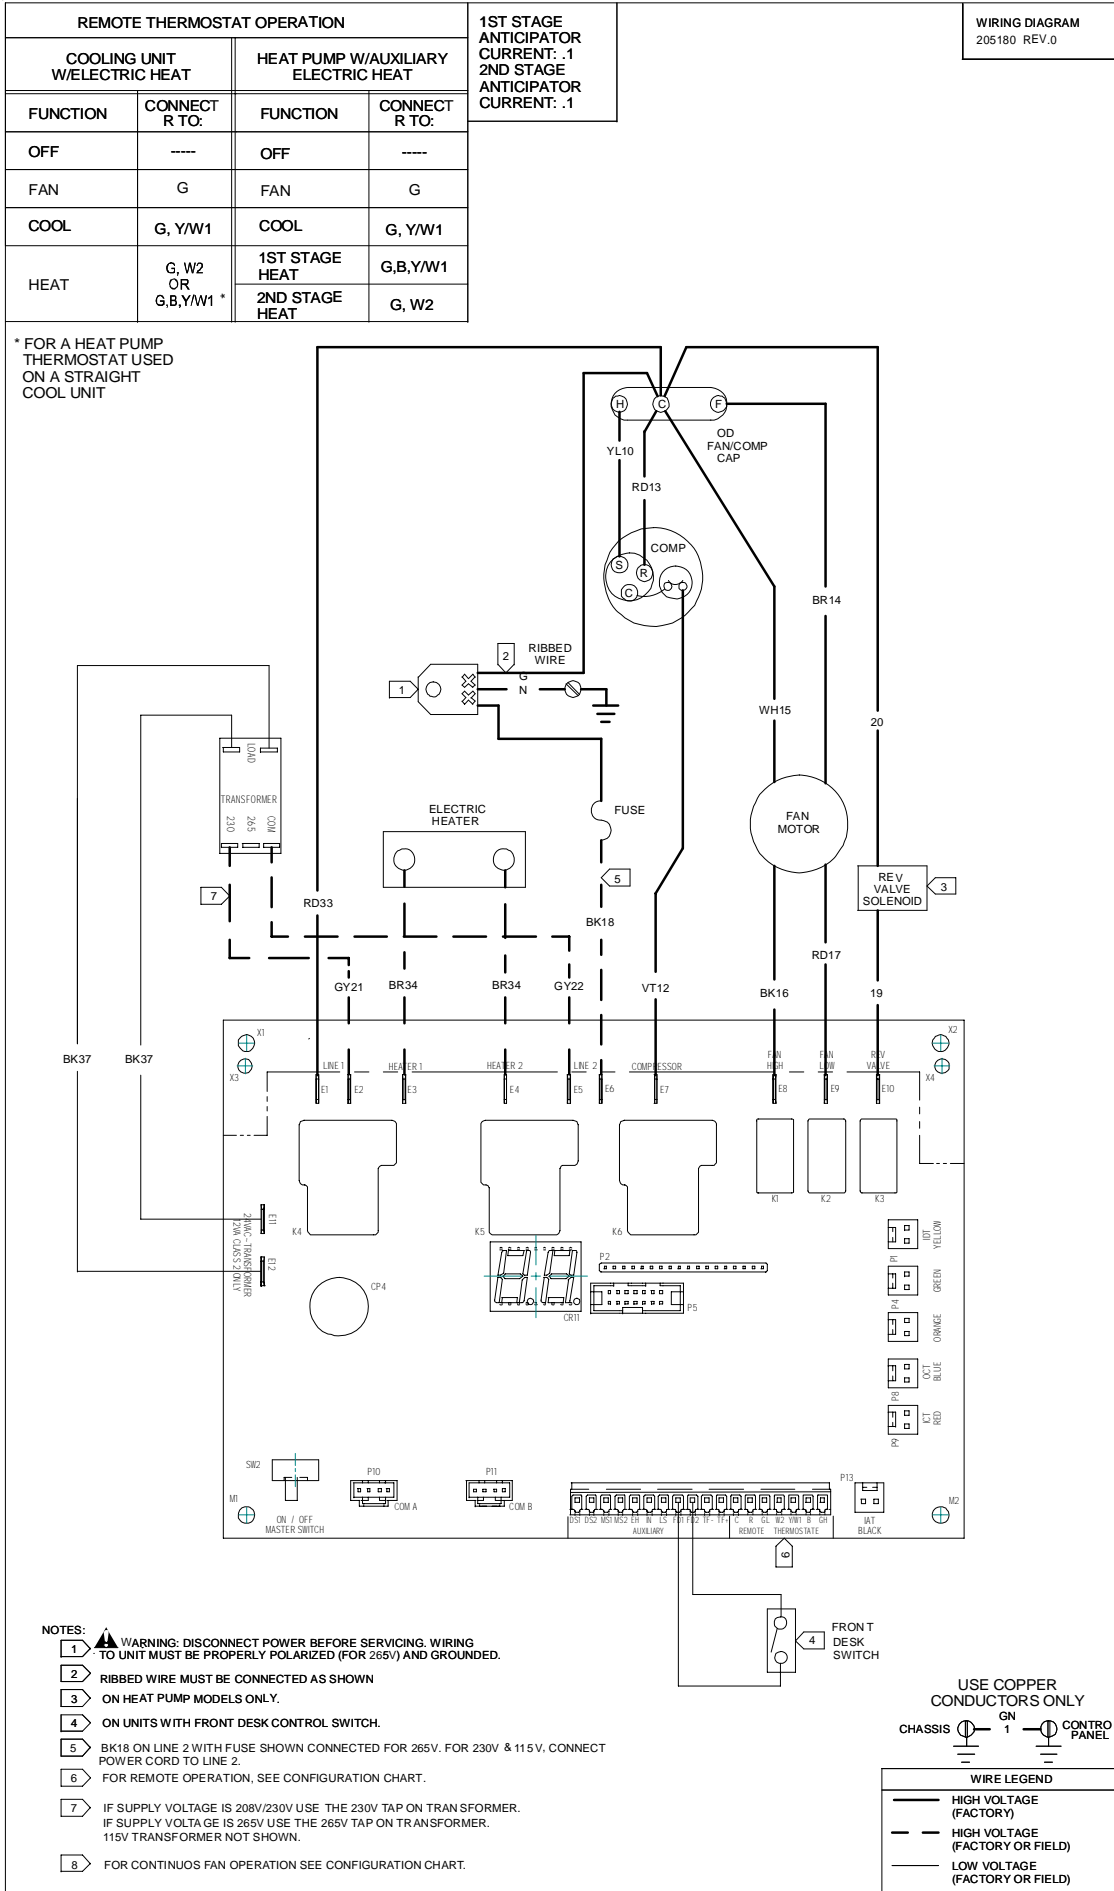 REMOTE THERMOSTAT OPERATION
COOLING UNIT
W/ELECTRIC HEAT
HEAT PUMP W/AUXILIARY
ELECTRIC HEAT
FUNCTION
CONNECT
R TO:
FUNCTION
CONNECT
R TO:
OFF
-----
OFF
-----
FAN
G
FAN
G
COOL
G, Y/W1
COOL
G, Y/W1
HEAT
G, W2
OR
G,B,Y/W1 *
1ST STAGE
HEAT
G,B,Y/W1
2ND STAGE
HEAT
G, W2
1ST STAGE
ANTICIPATOR
CURRENT: .1
2ND STAGE
ANTICIPATOR
CURRENT: .1
WIRING DIAGRAM
205180 REV.0
* FOR A HEAT PUMP
THERMOSTAT USED
ON A STRAIGHT
COOL UNIT
H
C
F
OD
FAN/COMP
CAP
YL10
RD13
COMP
S
R
C
BR14
2
RIBBED
WIRE
1
G
N
WH15
20
LOAD
TRANSFORMER
230
265
COM
ELECTRIC
HEATER
FUSE
FAN
MOTOR
REV
VALVE
SOLENOID
3
7
5
RD33
BK18
RD17
GY21
BR34
BR34
GY22
VT12
BK16
19
BK37
BK37
X1
X2
X3
X4
LINE 1
HEATER 1
HEATER 2
LINE 2
COMPRESSOR
FAN
HIGH
FAN
LOW
REV
VALVE
E1
E2
E3
E4
E5
E6
E7
E8
E9
E10
K4
K5
K6
K1
K2
K3
E11
E12
24VAC-TRANSFORMER
12VA CLASS 2 ONLY
CP4
CR11
P2
P5
P1
IDT
YELLOW
P4
GREEN
ORANGE
P8
OCT
BLUE
P9
ICT
RED
SW2
P10
COM A
P11
COM B
P13
IAT
BLACK
M1
M2
ON / OFF
MASTER SWITCH
DS1 DS2 MS1 MS2 EH IN LS FD1 FD2 TF- TF+ C R GL W2 Y/W1 B GH
AUXILIARY
REMOTE THERMOSTATE
6
4
FRONT
DESK
SWITCH
NOTES:
1 WARNING: DISCONNECT POWER BEFORE SERVICING. WIRING
TO UNIT MUST BE PROPERLY POLARIZED (FOR 265V) AND GROUNDED.
2 RIBBED WIRE MUST BE CONNECTED AS SHOWN
3 ON HEAT PUMP MODELS ONLY.
4 ON UNITS WITH FRONT DESK CONTROL SWITCH.
5 BK18 ON LINE 2 WITH FUSE SHOWN CONNECTED FOR 265V. FOR 230V & 115V, CONNECT
POWER CORD TO LINE 2.
6 FOR REMOTE OPERATION, SEE CONFIGURATION CHART.
7 IF SUPPLY VOLTAGE IS 208V/230V USE THE 230V TAP ON TRANSFORMER.
IF SUPPLY VOLTAGE IS 265V USE THE 265V TAP ON TRANSFORMER.
115V TRANSFORMER NOT SHOWN.
8 FOR CONTINUOS FAN OPERATION SEE CONFIGURATION CHART.
USE COPPER
CONDUCTORS ONLY
CHASSIS
GN
1
CONTRO
PANEL
WIRE LEGEND
HIGH VOLTAGE
(FACTORY)
HIGH VOLTAGE
(FACTORY OR FIELD)
LOW VOLTAGE
(FACTORY OR FIELD)